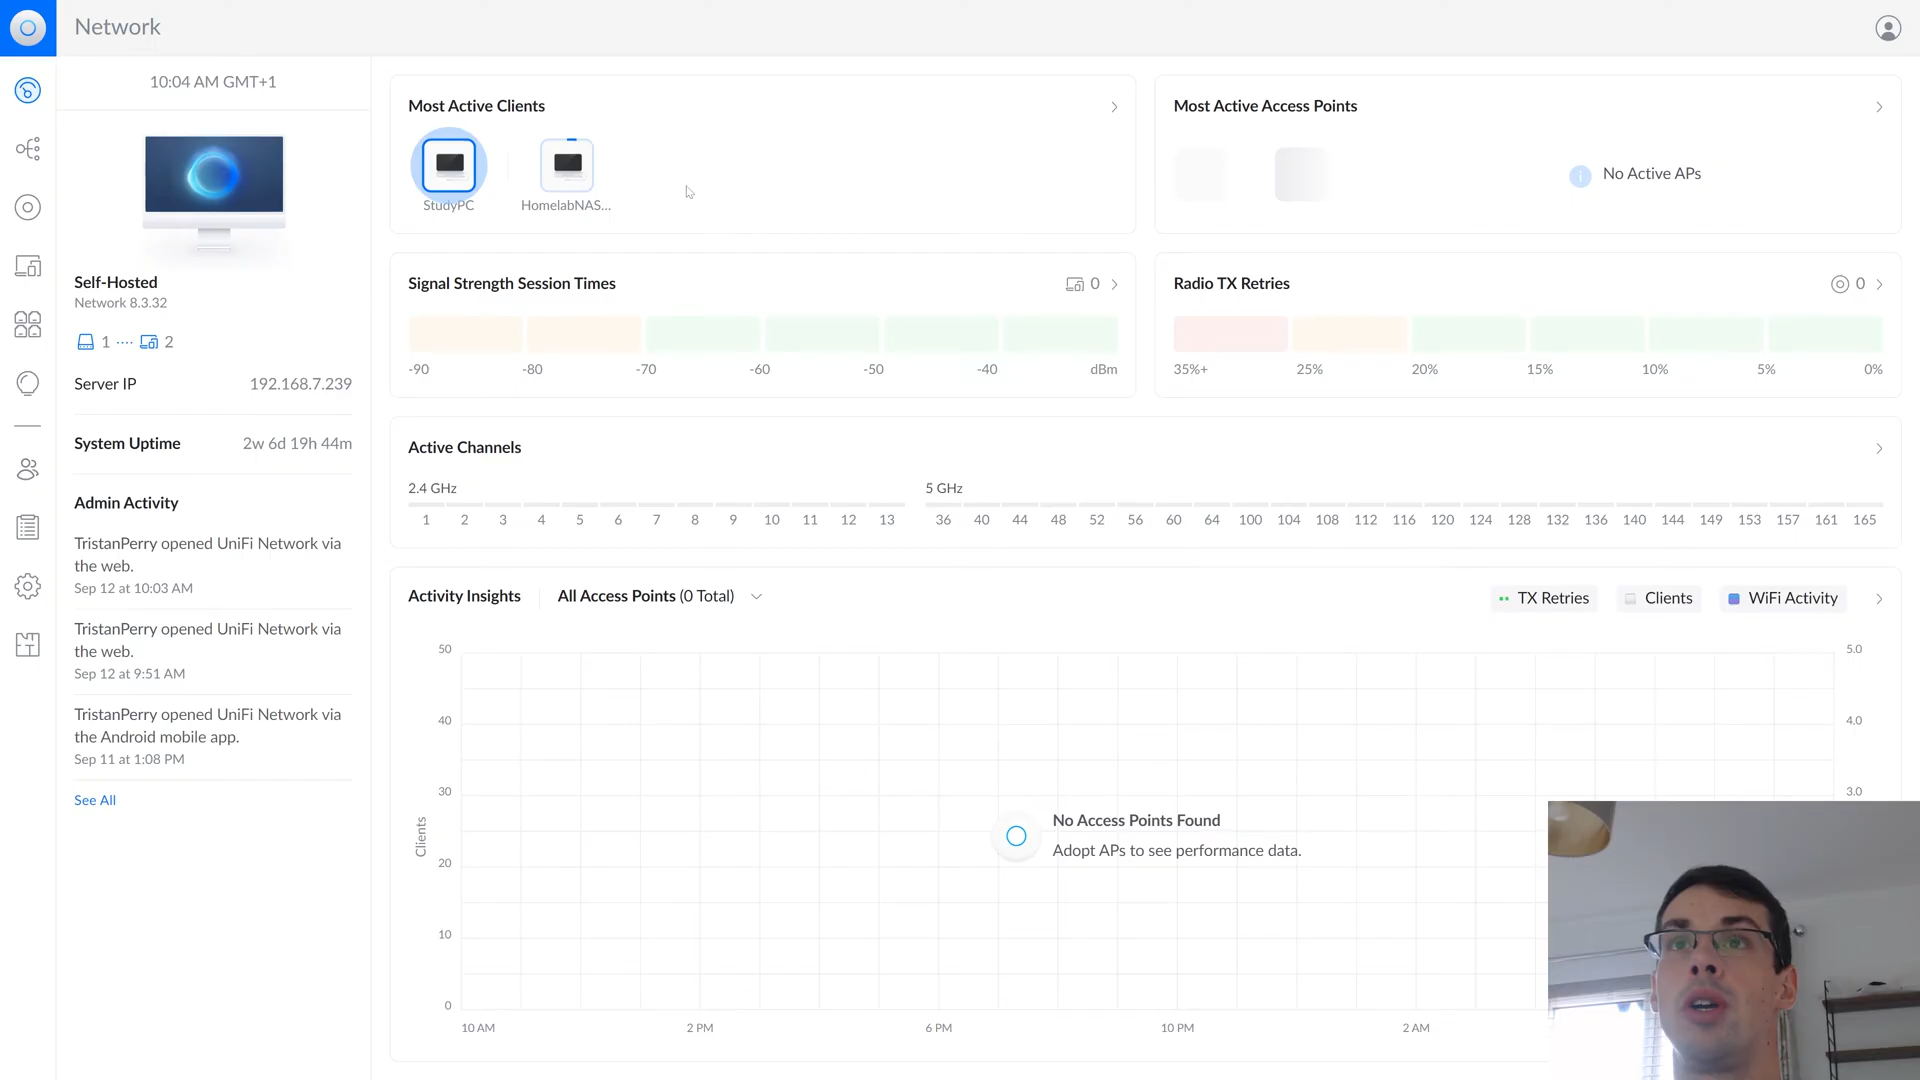 Network
10:04 AM GMT+1
Self-Hosted
Network 8.3.32
1 2
Server IP 192.168.7.239
System Uptime 2w 6d 19h 44m
Admin Activity
TristanPerry opened UniFi Network via
the web.
Sep 12 at 10:03 AM
TristanPerry opened UniFi Network via
the web.
Sep 12 at 9:51 AM
TristanPerry opened UniFi Network via
the Android mobile app.
Sep 11 at 1:08 PM
See All
Most Active Clients
StudyPC HomelabNAS...
Most Active Access Points
No Active APs
Signal Strength Session Times 0
-90 -80 -70 -60 -50 -40 dBm
Radio TX Retries 0
35%+ 25% 20% 15% 10% 5% 0%
Active Channels
2.4 GHz
1 2 3 4 5 6 7 8 9 10 11 12 13
5 GHz
36 40 44 48 52 56 60 64 100 104 108 112 116 120 124 128 132 136 140 144 149 153 157 161 165
Activity Insights All Access Points (0 Total) TX Retries Clients WiFi Activity
50 5.0
40 4.0
30 3.0
20
10
0
Clients
No Access Points Found
Adopt APs to see performance data.
10 AM 2 PM 6 PM 10 PM 2 AM